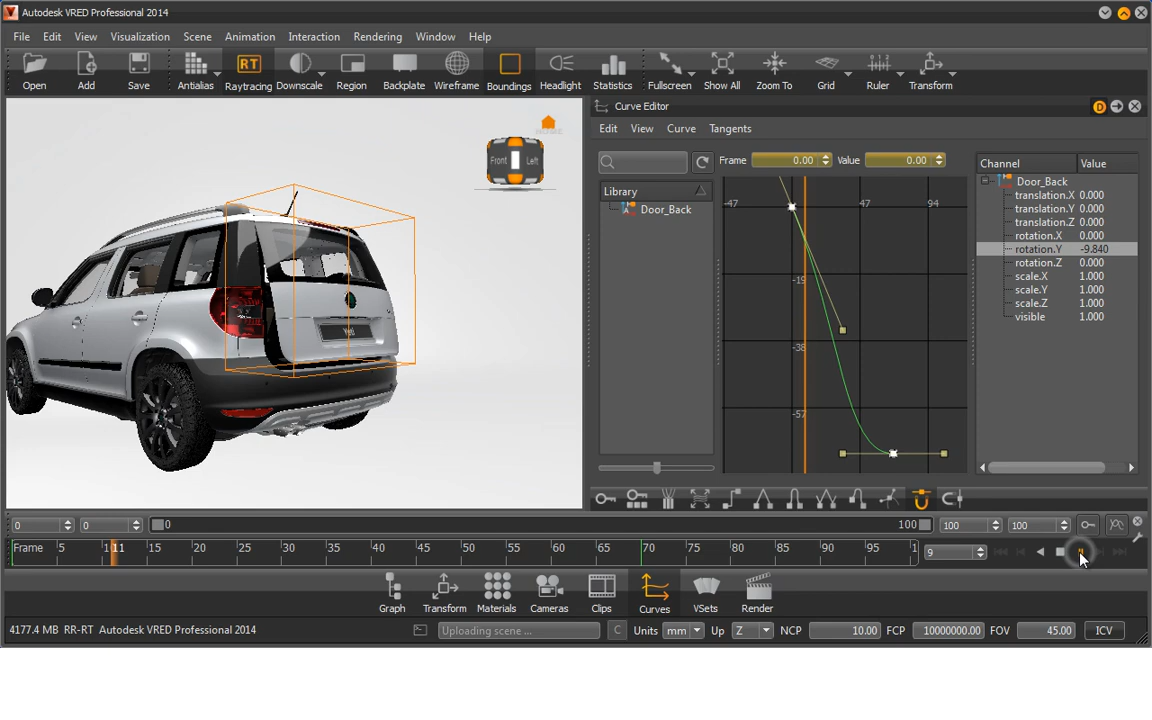 Autodesk VRED Professional 2014
File Edit View Visualization Scene Animation Interaction Rendering Window Help
Open Add Save Antialias Raytracing Downscale Region Backplate Wireframe Boundings Headlight Statistics Fullscreen Show All Zoom To Grid Ruler Transform
RT
Curve Editor
D
Edit View Curve Tangents
Frame 0.00 Value 0.00
Library
Door_Back
Front Left
Yeti
-47 47 94
-19
-38
-57
Channel Value
Door_Back
translation.X 0.000
translation.Y 0.000
translation.Z 0.000
rotation.X 0.000
rotation.Y -9.840
rotation.Z 0.000
scale.X 1.000
scale.Y 1.000
scale.Z 1.000
visible 1.000
0 0 0 100 100 100
Frame 5 11 15 20 25 30 35 40 45 50 55 60 65 70 75 80 85 90 95 1
9
Graph Transform Materials Cameras Clips Curves VSets Render
4177.4 MB RR-RT Autodesk VRED Professional 2014 Uploading scene ... C Units mm Up Z NCP 10.00 FCP 10000000.00 FOV 45.00 ICV